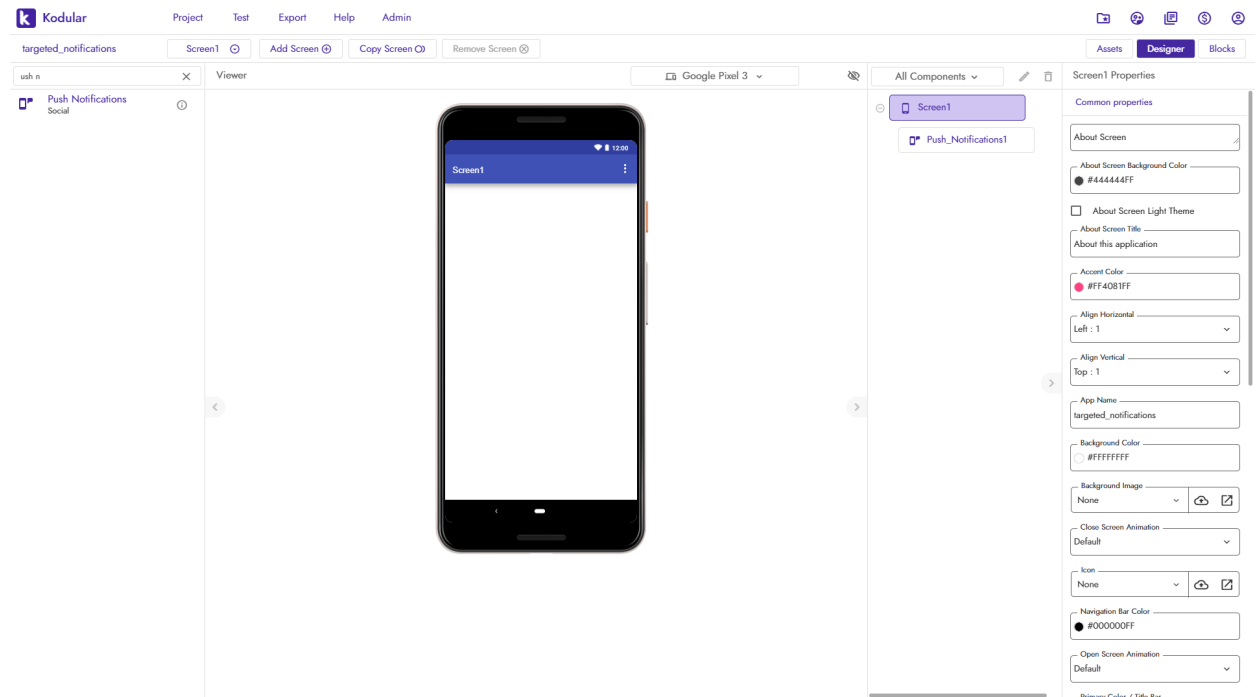 Kodular
Project Test Export Help Admin
targeted_notifications Screen1 Add Screen Copy Screen Remove Screen Assets Designer Blocks
ush n
Push Notifications
Social
Viewer
Google Pixel 3
12:00
Screen1
All Components
Screen1
Push_Notifications1
Screen1 Properties
Common properties
About Screen
About Screen Background Color
#444444FF
About Screen Light Theme
About Screen Title
About this application
Accent Color
#FF4081FF
Align Horizontal
Left : 1
Align Vertical
Top : 1
App Name
targeted_notifications
Background Color
#FFFFFFFF
Background Image
None
Close Screen Animation
Default
Icon
None
Navigation Bar Color
#000000FF
Open Screen Animation
Default
Primary Color / Title Bar